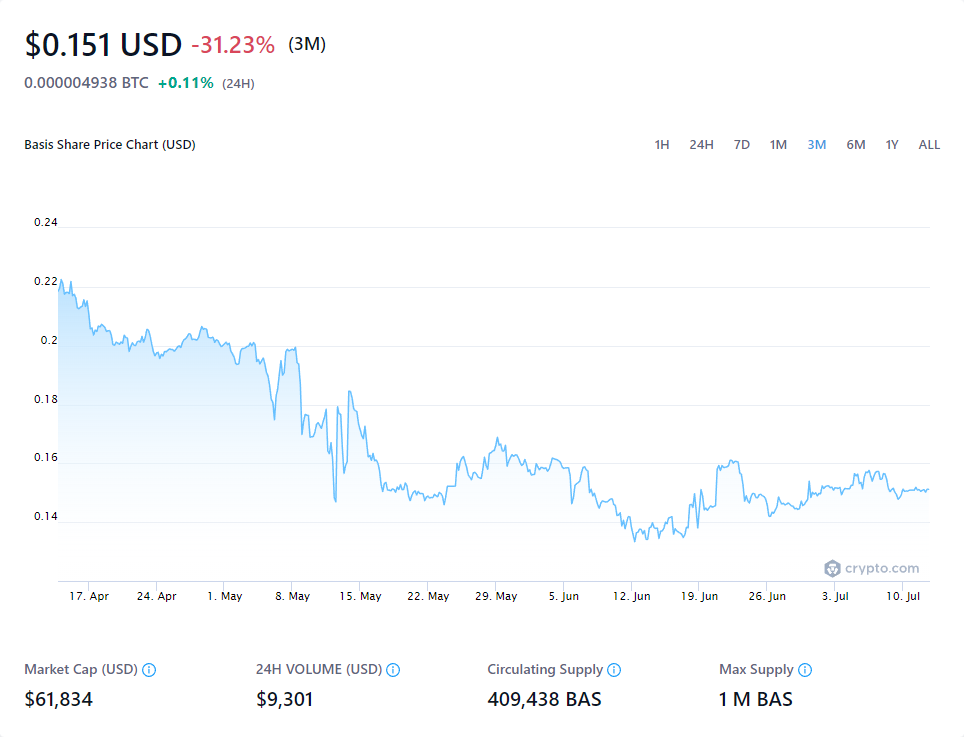 $0.151 USD -31.23% (3M)
0.000004938 BTC +0.11% (24H)
Basis Share Price Chart (USD) 1H 24H 7D 1M 3M 6M 1Y ALL
0.24
0.22
0.2
0.18
0.16
0.14
crypto.com
17. Apr 24. Apr 1. May 8. May 15. May 22. May 29. May 5. Jun 12. Jun 19. Jun 26. Jun 3. Jul 10. Jul
Market Cap (USD) 24H VOLUME (USD) Circulating Supply Max Supply
$61,834 $9,301 409,438 BAS 1 M BAS